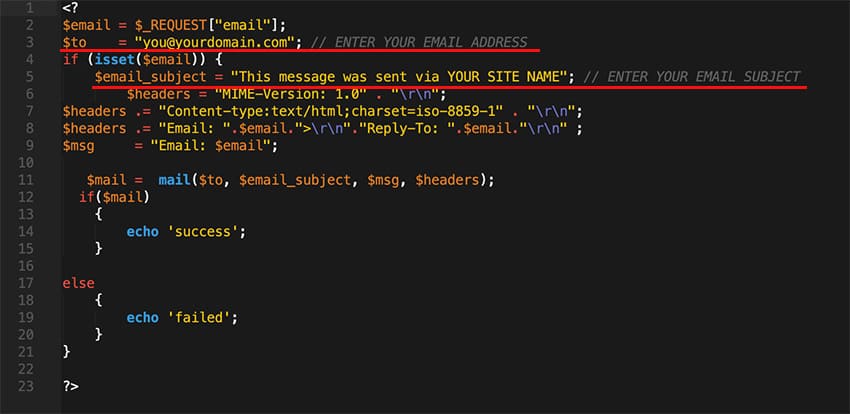 1 <?
2 $email = $_REQUEST["email"];
3 $to    = "you@yourdomain.com"; // ENTER YOUR EMAIL ADDRESS
4 if (isset($email)) {
5     $email_subject = "This message was sent via YOUR SITE NAME"; // ENTER YOUR EMAIL SUBJECT
6         $headers = "MIME-Version: 1.0" . "\r\n";
7 $headers .= "Content-type:text/html;charset=iso-8859-1" . "\r\n";
8 $headers .= "Email: ".$email.">\r\n"."Reply-To: ".$email."\r\n" ;
9 $msg     = "Email: $email";
10
11    $mail =  mail($to, $email_subject, $msg, $headers);
12   if($mail)
13     {
14         echo 'success';
15     }
16
17 else
18     {
19         echo 'failed';
20     }
21 }
22
23 ?>